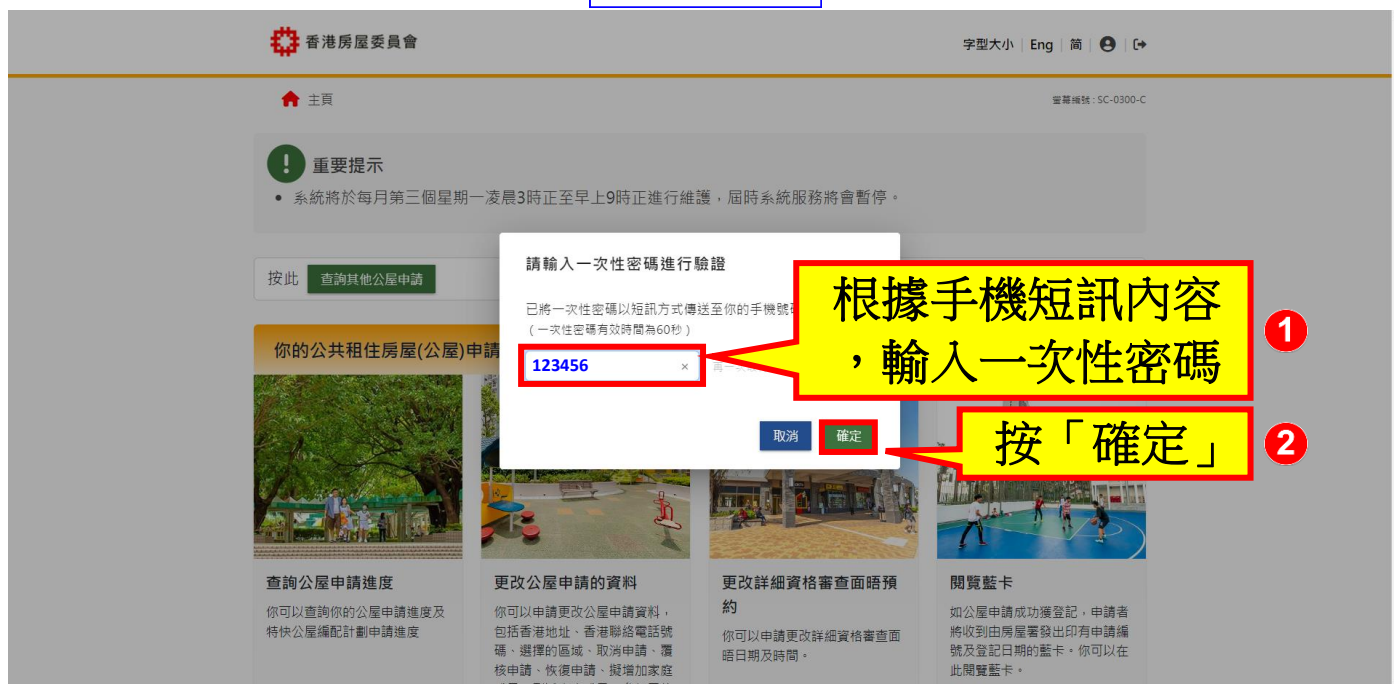 香港房屋委員會
字型大小 | Eng | 简
主頁
螢幕編號 : SC-0300-C
重要提示
• 系統將於每月第三個星期一凌晨3時正至早上9時正進行維護，屆時系統服務將會暫停。
按此 查詢其他公屋申請
請輸入一次性密碼進行驗證
已將一次性密碼以短訊方式傳送至你的手機號
（一次性密碼有效時間為60秒）
123456 ×
取消 確定
根據手機短訊內容
，輸入一次性密碼
1
按「確定」
2
你的公共租住房屋(公屋)申請
查詢公屋申請進度
你可以查詢你的公屋申請進度及
特快公屋編配計劃申請進度
更改公屋申請的資料
你可以申請更改公屋申請資料，
包括香港地址、香港聯絡電話號
碼、選擇的區域、取消申請、覆
核申請、恢復申請、擬增加家庭
更改詳細資格審查面晤預
約
你可以申請更改詳細資格審查面
晤日期及時間。
閱覽藍卡
如公屋申請成功獲登記，申請者
將收到由房屋署發出印有申請編
號及登記日期的藍卡。你可以在
此閱覽藍卡。